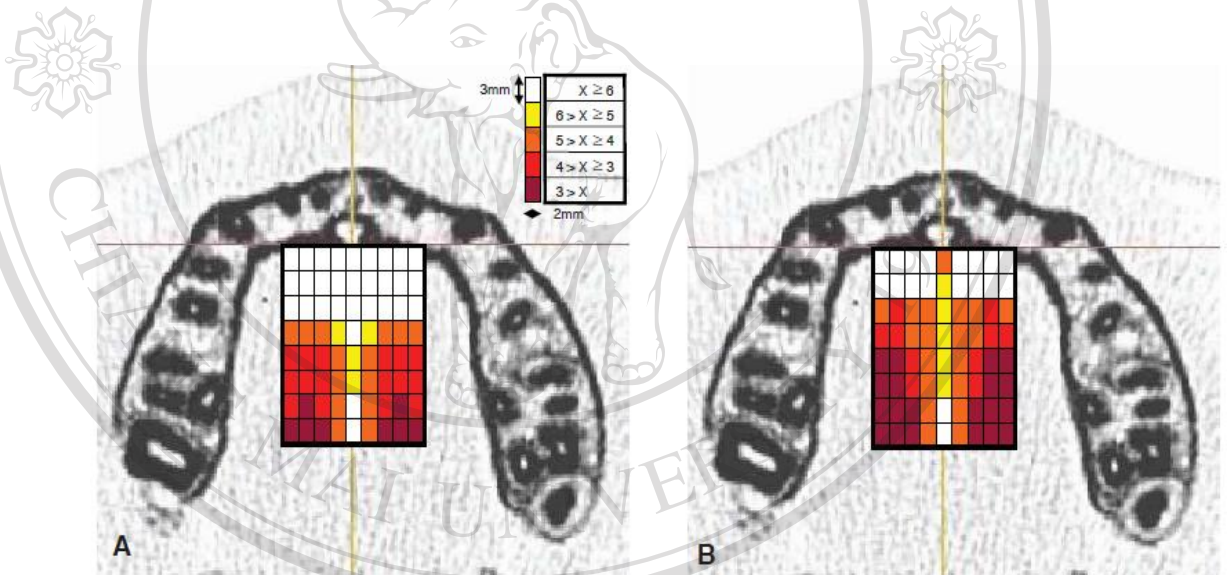 3mm
X ≥ 6
6 > X ≥ 5
5 > X ≥ 4
4 > X ≥ 3
3 > X
2mm
A
B